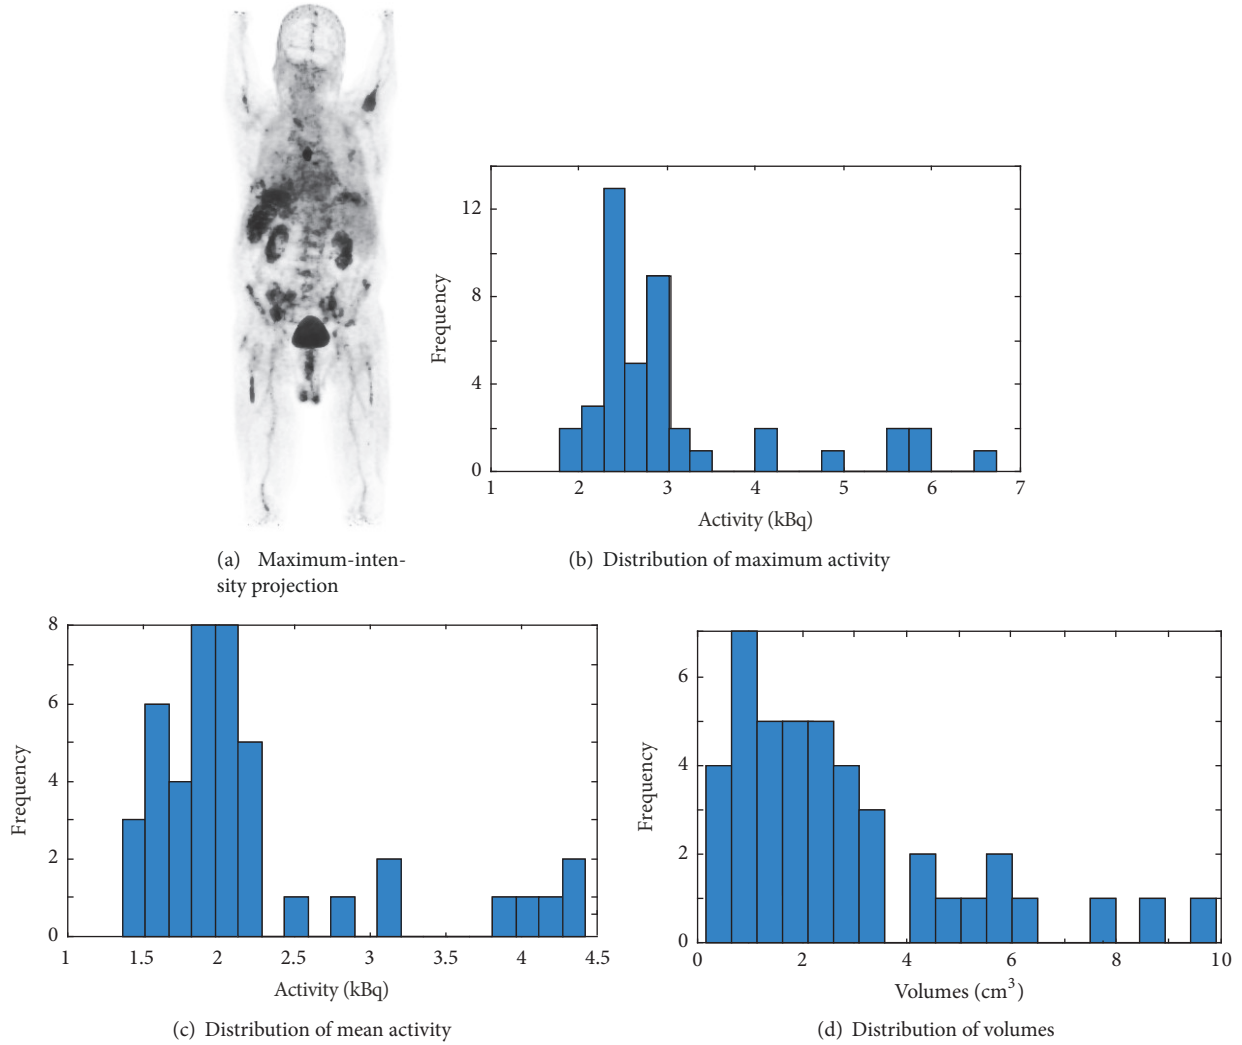 12
8
4
0
Frequency
1 2 3 4 5 6 7
Activity (kBq)
(a) Maximum-inten-
sity projection
(b) Distribution of maximum activity
8
6
4
2
0
Frequency
1 1.5 2 2.5 3 3.5 4 4.5
Activity (kBq)
(c) Distribution of mean activity
6
4
2
0
Frequency
0 2 4 6 8 10
Volumes (cm³)
(d) Distribution of volumes